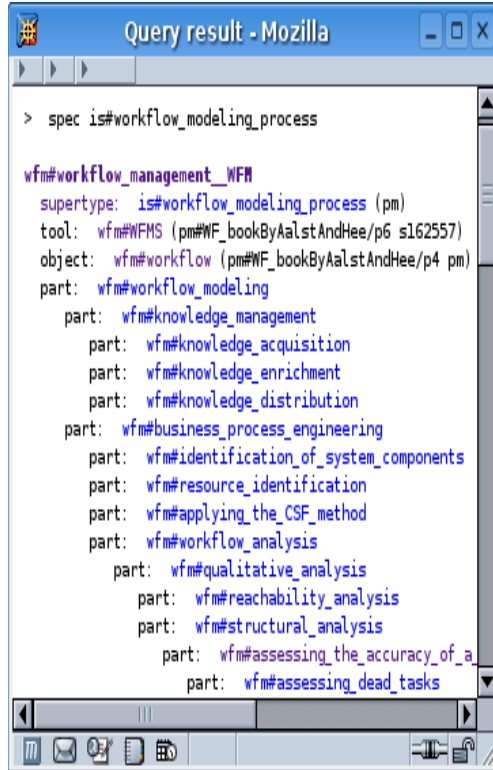 Query result - Mozilla
> spec is#workflow_modeling_process
wfm#workflow_management__WFM
supertype: is#workflow_modeling_process (pm)
tool: wfm#WFMS (pm#WF_bookByAalstAndHee/p6 s162557)
object: wfm#workflow (pm#WF_bookByAalstAndHee/p4 pm)
part: wfm#workflow_modeling
part: wfm#knowledge_management
part: wfm#knowledge_acquisition
part: wfm#knowledge_enrichment
part: wfm#knowledge_distribution
part: wfm#business_process_engineering
part: wfm#identification_of_system_components
part: wfm#resource_identification
part: wfm#applying_the_CSF_method
part: wfm#workflow_analysis
part: wfm#qualitative_analysis
part: wfm#reachability_analysis
part: wfm#structural_analysis
part: wfm#assessing_the_accuracy_of_a_
part: wfm#assessing_dead_tasks